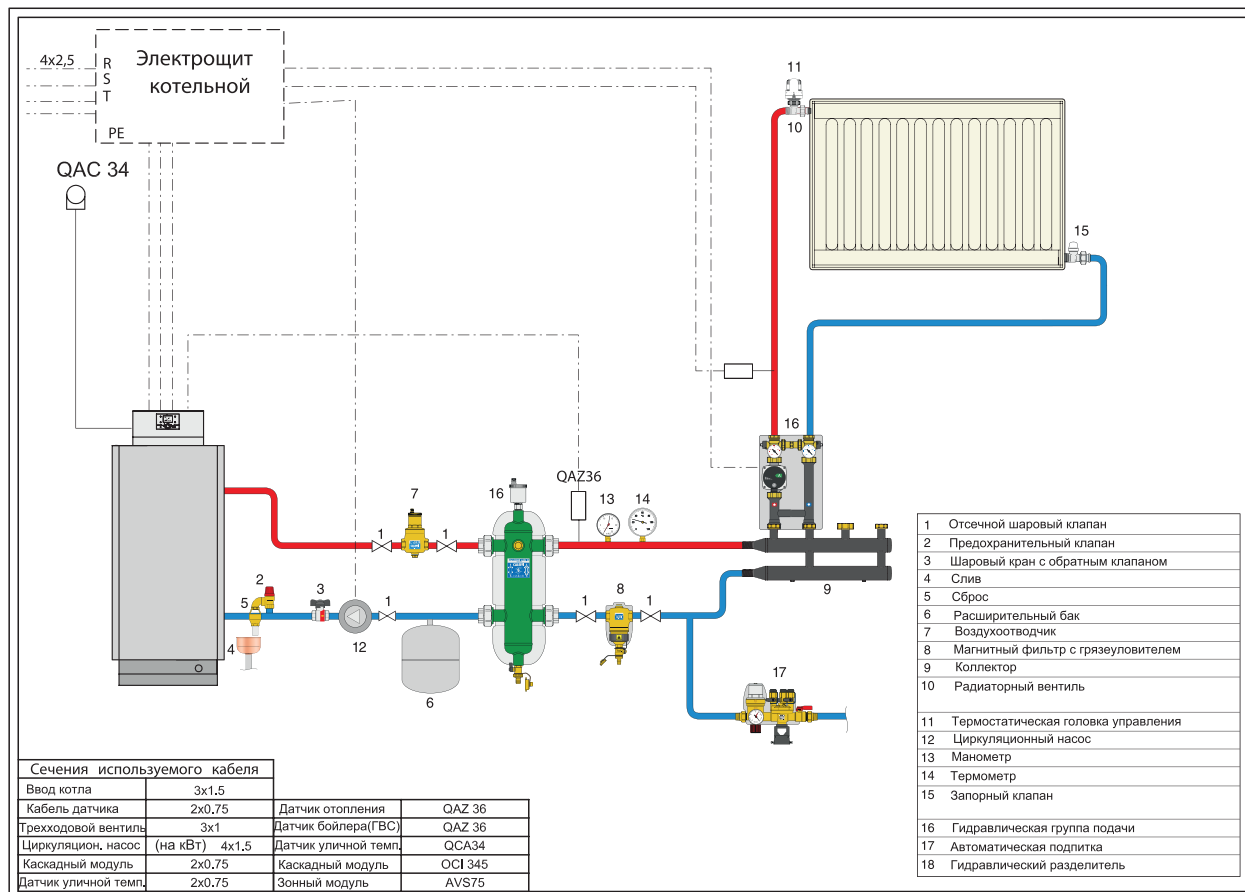 4x2,5
R
S
T
PE
Электрощит
котельной
QAC 34
11
10
15
16
QAZ36
7
16
13
14
1
1
2
3
5
1
1
8
1
9
4
12
6
17
1 Отсечной шаровый клапан
2 Предохранительный клапан
3 Шаровый кран с обратным клапаном
4 Слив
5 Сброс
6 Расширительный бак
7 Воздухоотводчик
8 Магнитный фильтр с грязеуловителем
9 Коллектор
10 Радиаторный вентиль
11 Термостатическая головка управления
12 Циркуляционный насос
13 Манометр
14 Термометр
15 Запорный клапан
16 Гидравлическая группа подачи
17 Автоматическая подпитка
18 Гидравлический разделитель
Сечения используемого кабеля
Ввод котла 3x1.5
Кабель датчика 2x0.75 Датчик отопления QAZ 36
Трехходовой вентиль 3x1 Датчик бойлера(ГВС) QAZ 36
Циркуляцион. насос (на кВт) 4x1.5 Датчик уличной темп. QCA34
Каскадный модуль 2x0.75 Каскадный модуль OCI 345
Датчик уличной темп. 2x0.75 Зонный модуль AVS75